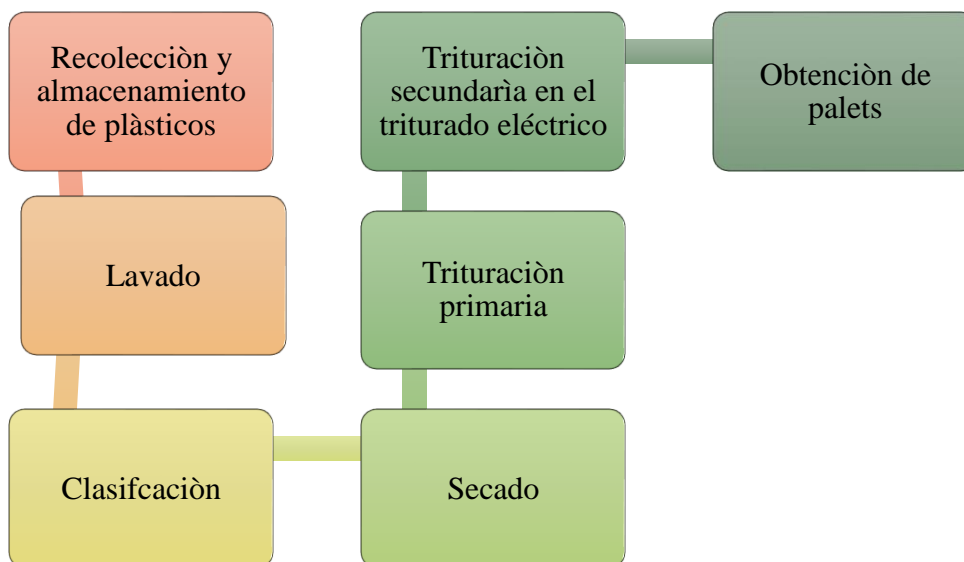 Recolecciòn y
almacenamiento
de plàsticos
Lavado
Clasifcaciòn
Secado
Trituraciòn
primaria
Trituraciòn
secundarìa en el
triturado eléctrico
Obtenciòn de
palets